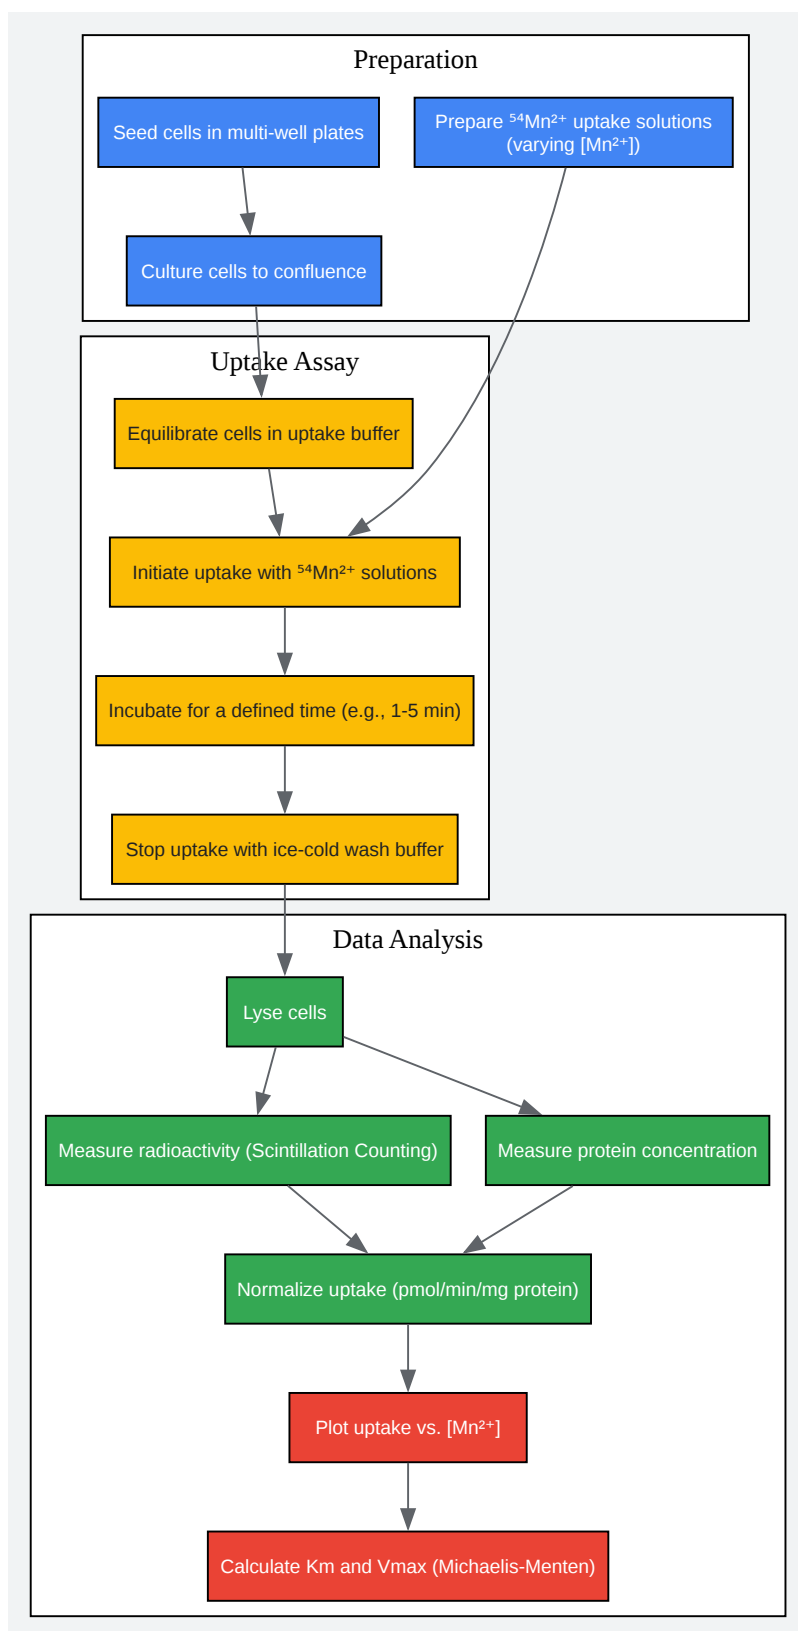 Preparation
Seed cells in multi-well plates
Prepare ⁵⁴Mn²⁺ uptake solutions
(varying [Mn²⁺])
Culture cells to confluence
Uptake Assay
Equilibrate cells in uptake buffer
Initiate uptake with ⁵⁴Mn²⁺ solutions
Incubate for a defined time (e.g., 1-5 min)
Stop uptake with ice-cold wash buffer
Data Analysis
Lyse cells
Measure radioactivity (Scintillation Counting)
Measure protein concentration
Normalize uptake (pmol/min/mg protein)
Plot uptake vs. [Mn²⁺]
Calculate Km and Vmax (Michaelis-Menten)